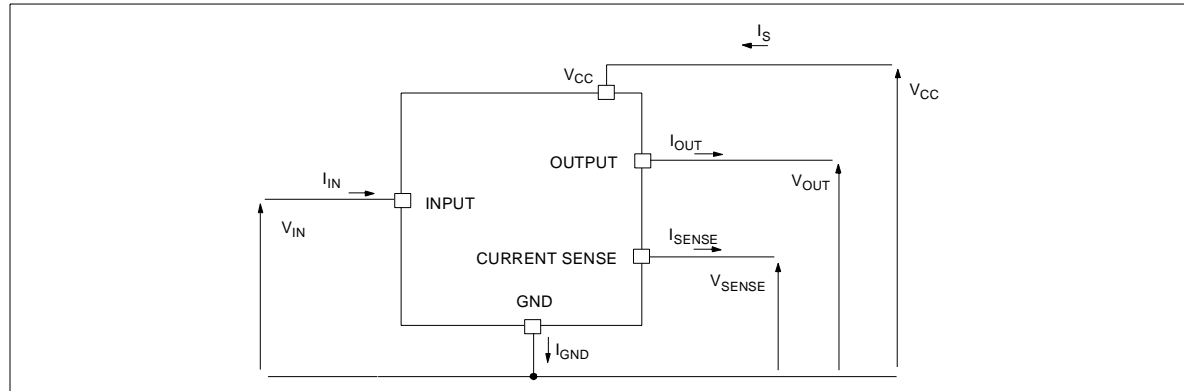 I_S
V_CC
V_CC
I_OUT
OUTPUT
V_OUT
I_IN
INPUT
V_IN
I_SENSE
CURRENT SENSE
V_SENSE
GND
I_GND